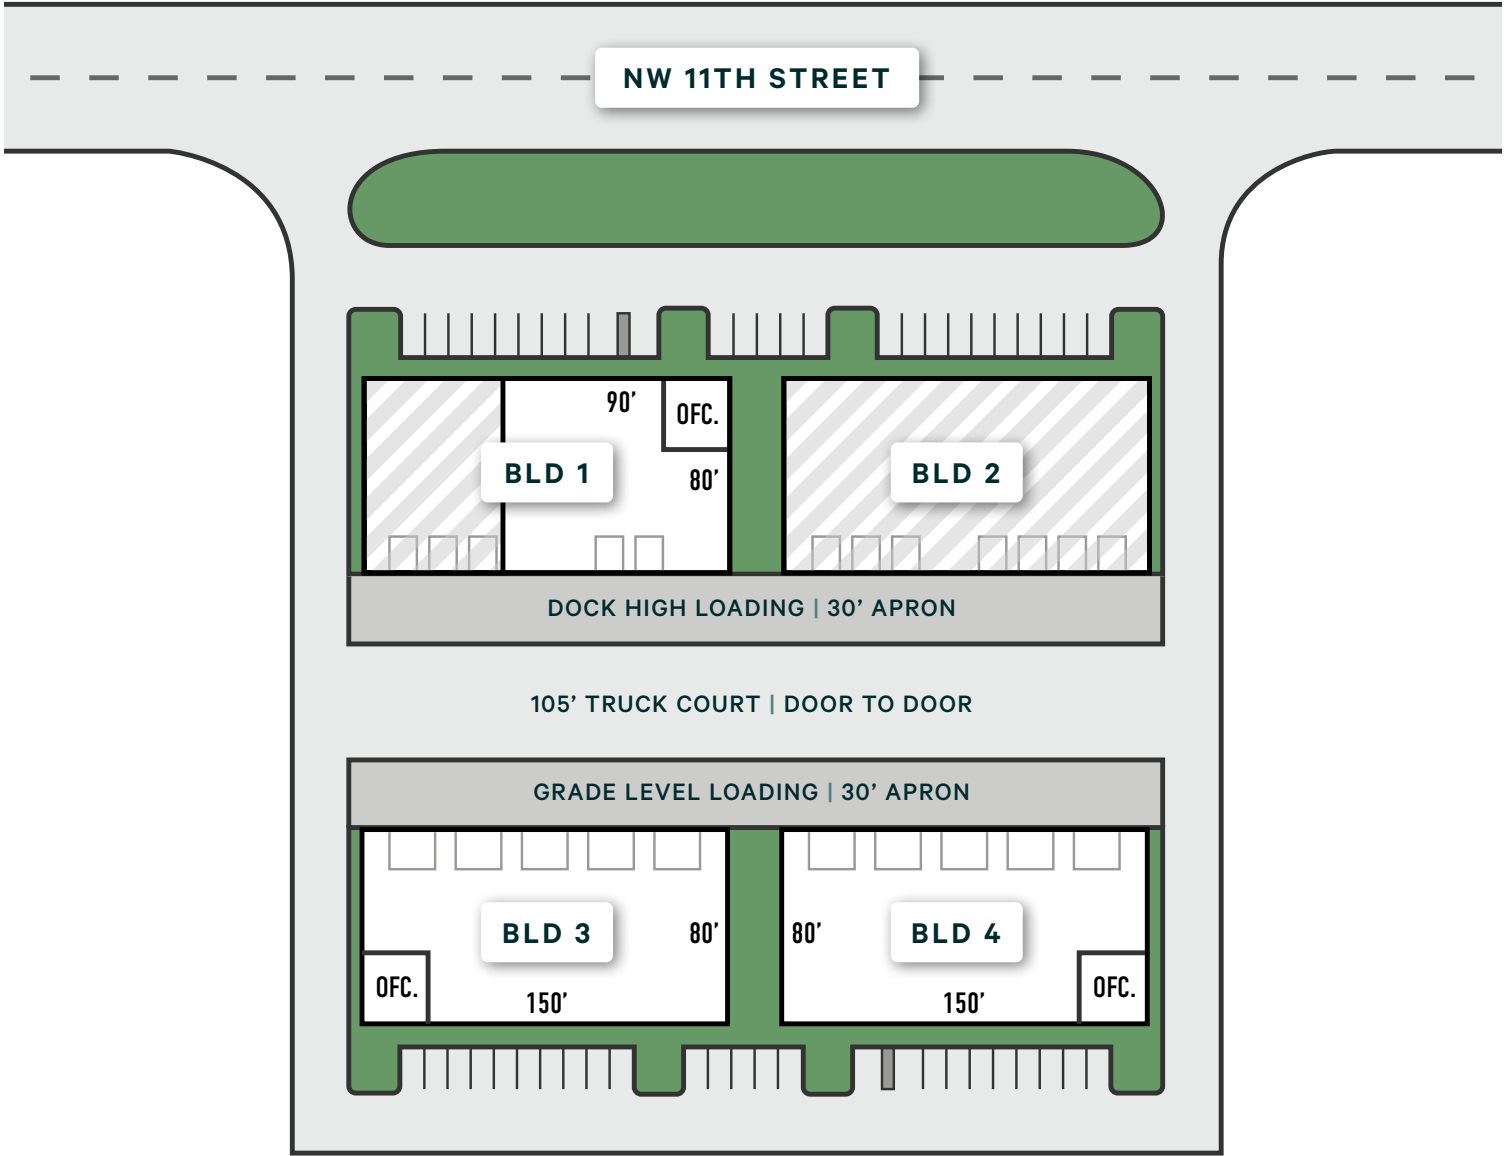 NW 11TH STREET
90’
OFC.
BLD 1
80’
BLD 2
DOCK HIGH LOADING | 30’ APRON
105’ TRUCK COURT | DOOR TO DOOR
GRADE LEVEL LOADING | 30’ APRON
BLD 3
80’
80’
BLD 4
OFC.
150’
150’
OFC.